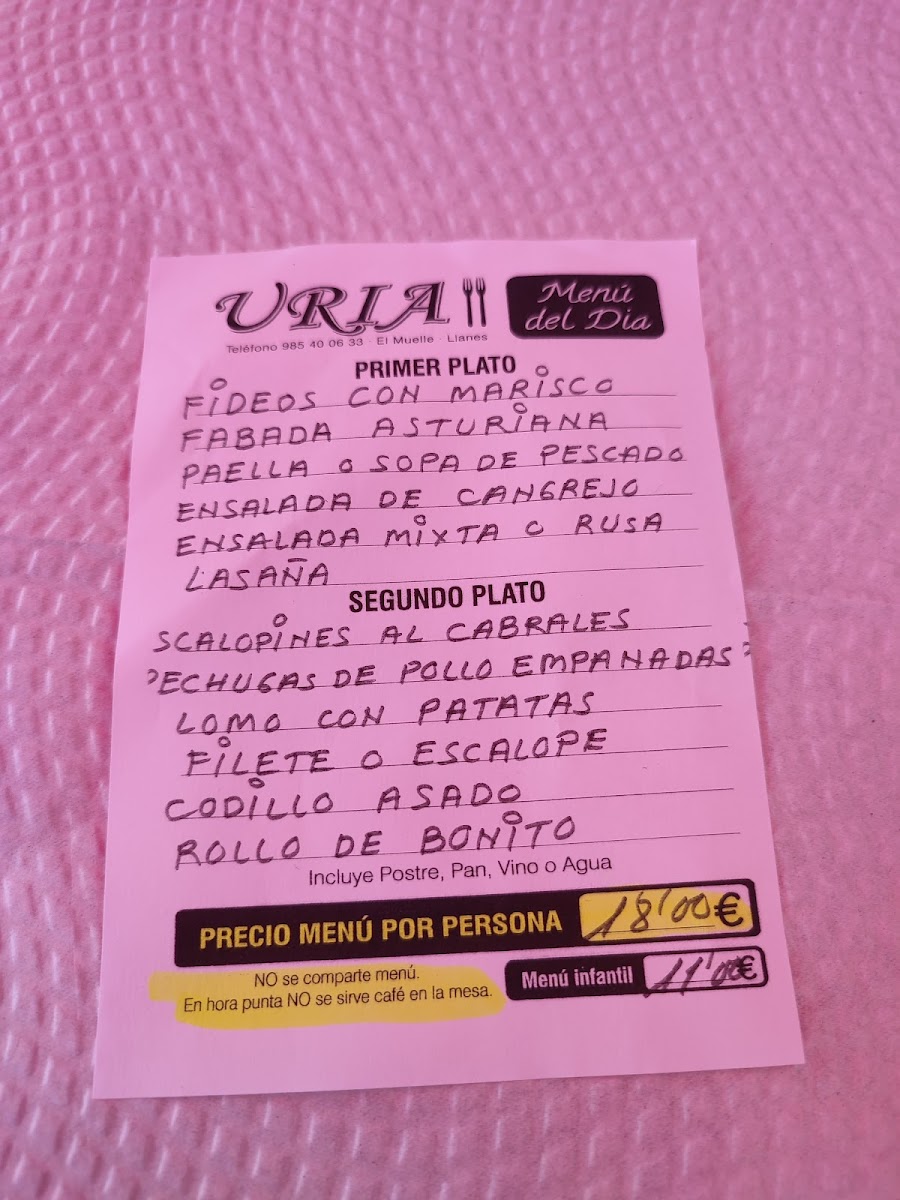 URIA
Menú
del Dia
Teléfono 985 40 06 33 · El Muelle · Llanes
PRIMER PLATO
FIDEOS CON MARISCO
FABADA ASTURIANA
PAELLA O SOPA DE PESCADO
ENSALADA DE CANGREJO
ENSALADA MIXTA O RUSA
LASAÑA
SEGUNDO PLATO
SCALOPINES AL CABRALES
PECHUGAS DE POLLO EMPANADAS
LOMO CON PATATAS
FILETE O ESCALOPE
CODILLO ASADO
ROLLO DE BONITO
Incluye Postre, Pan, Vino o Agua
PRECIO MENÚ POR PERSONA 18'00€
NO se comparte menú.
En hora punta NO se sirve café en la mesa.
Menú infantil 11'00€